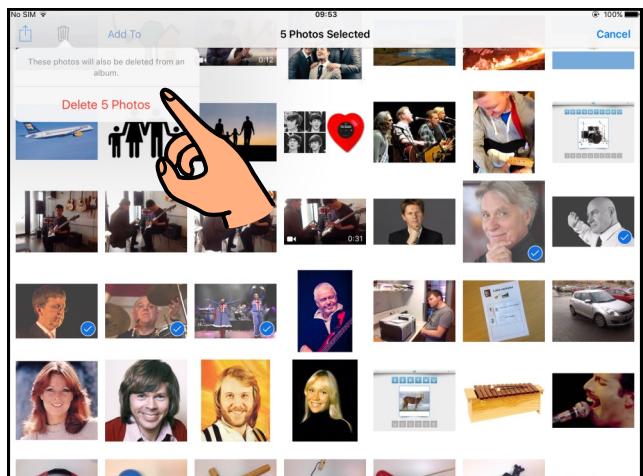 No SIM 09:53 100%
Add To 5 Photos Selected Cancel
These photos will also be deleted from an
album.
Delete 5 Photos
0:12
0:31